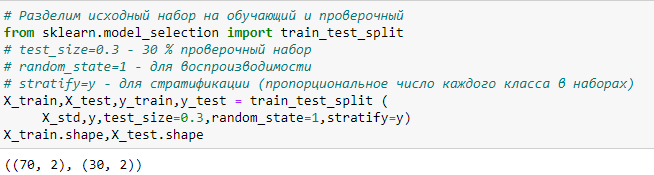 # Разделим исходный набор на обучающий и проверочный
from sklearn.model_selection import train_test_split
# test_size=0.3 - 30 % проверочный набор
# random_state=1 - для воспроизводимости
# stratify=y - для стратификации (пропорциональное число каждого класса в наборах)
X_train,X_test,y_train,y_test = train_test_split (
    X_std,y,test_size=0.3,random_state=1,stratify=y)
X_train.shape,X_test.shape
((70, 2), (30, 2))